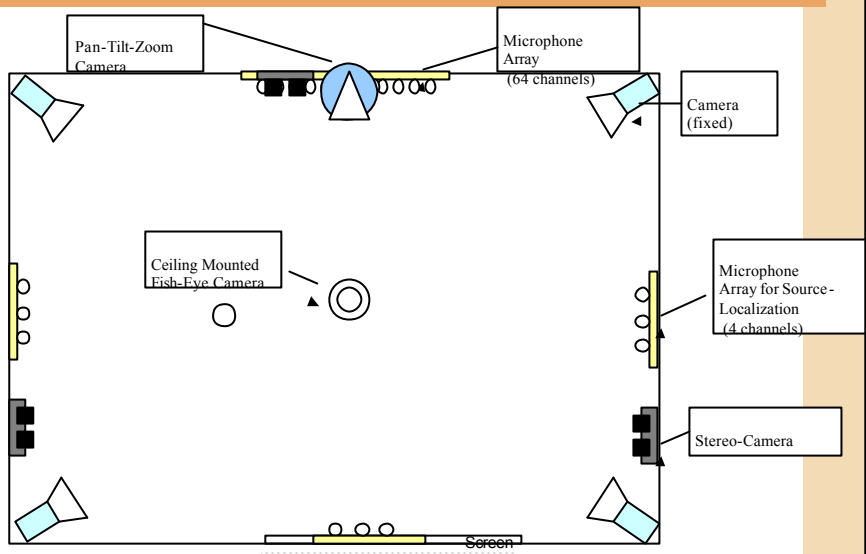 Pan-Tilt-Zoom
Camera
Microphone
Array
(64 channels)
Camera
(fixed)
Ceiling Mounted
Fish-Eye Camera
Microphone
Array for Source-
Localization
(4 channels)
Stereo-Camera
Screen